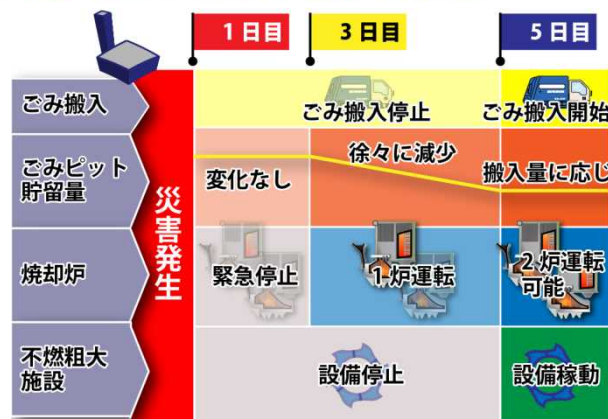 1日目
3日目
5日目
ごみ搬入
災害発生
ごみ搬入停止
ごみ搬入開始
ごみピット
貯留量
変化なし
徐々に減少
搬入量に応じ
焼却炉
緊急停止
1炉運転
2炉運転
可能
不燃粗大
施設
設備停止
設備稼動